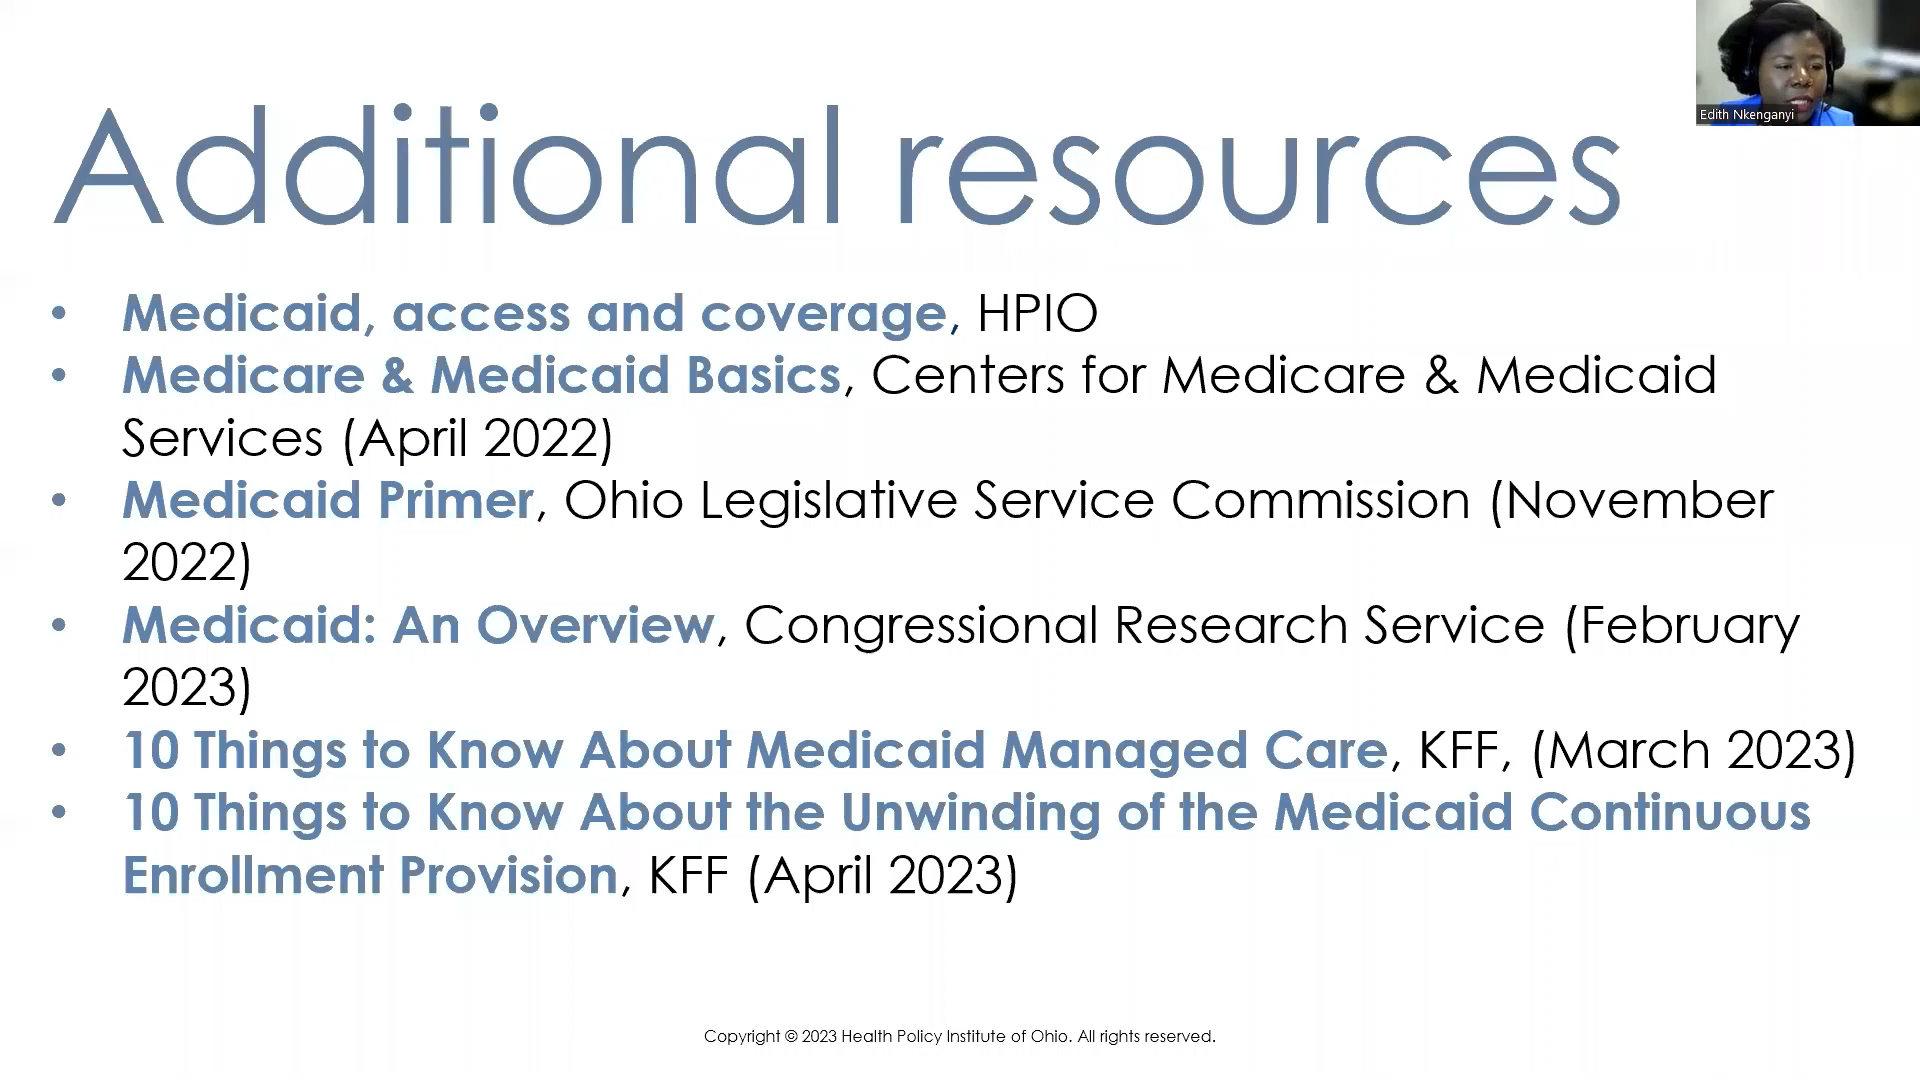 Edith Nkenganyi
Additional resources
• Medicaid, access and coverage, HPIO
• Medicare & Medicaid Basics, Centers for Medicare & Medicaid
Services (April 2022)
• Medicaid Primer, Ohio Legislative Service Commission (November
2022)
• Medicaid: An Overview, Congressional Research Service (February
2023)
• 10 Things to Know About Medicaid Managed Care, KFF, (March 2023)
• 10 Things to Know About the Unwinding of the Medicaid Continuous
Enrollment Provision, KFF (April 2023)
Copyright © 2023 Health Policy Institute of Ohio. All rights reserved.